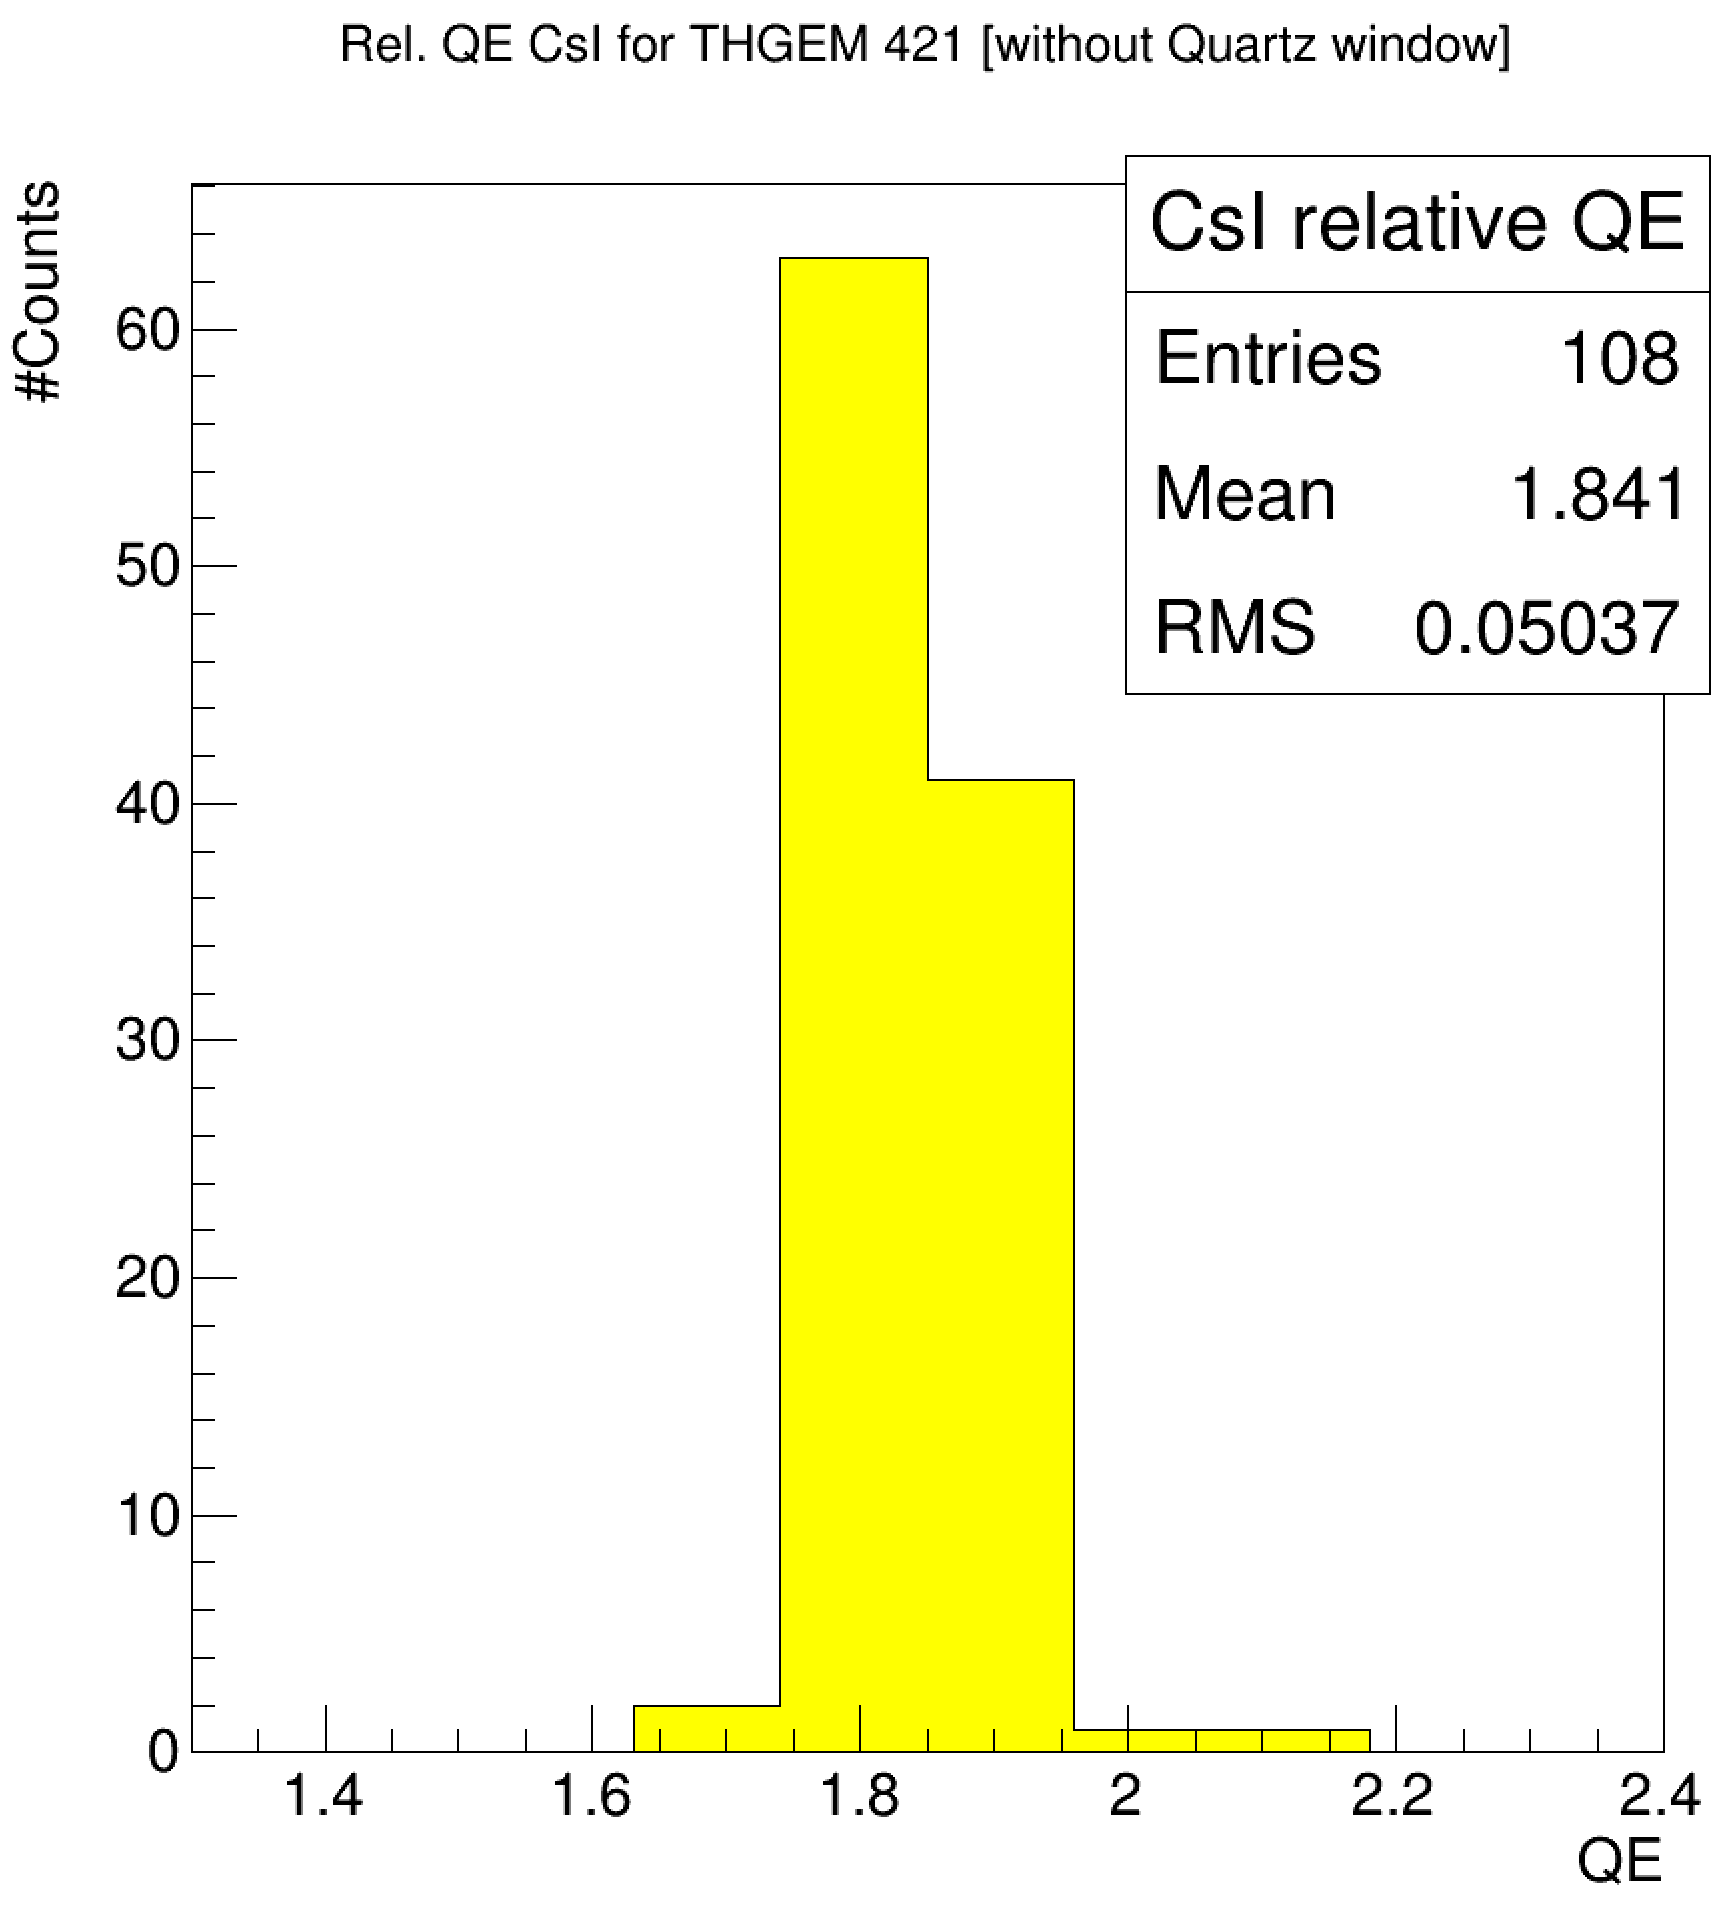 Rel. QE CsI for THGEM 421 [without Quartz window]
#Counts
CsI relative QE
Entries 108
Mean 1.841
RMS 0.05037
60
50
40
30
20
10
0
1.4 1.6 1.8 2 2.2 2.4
QE